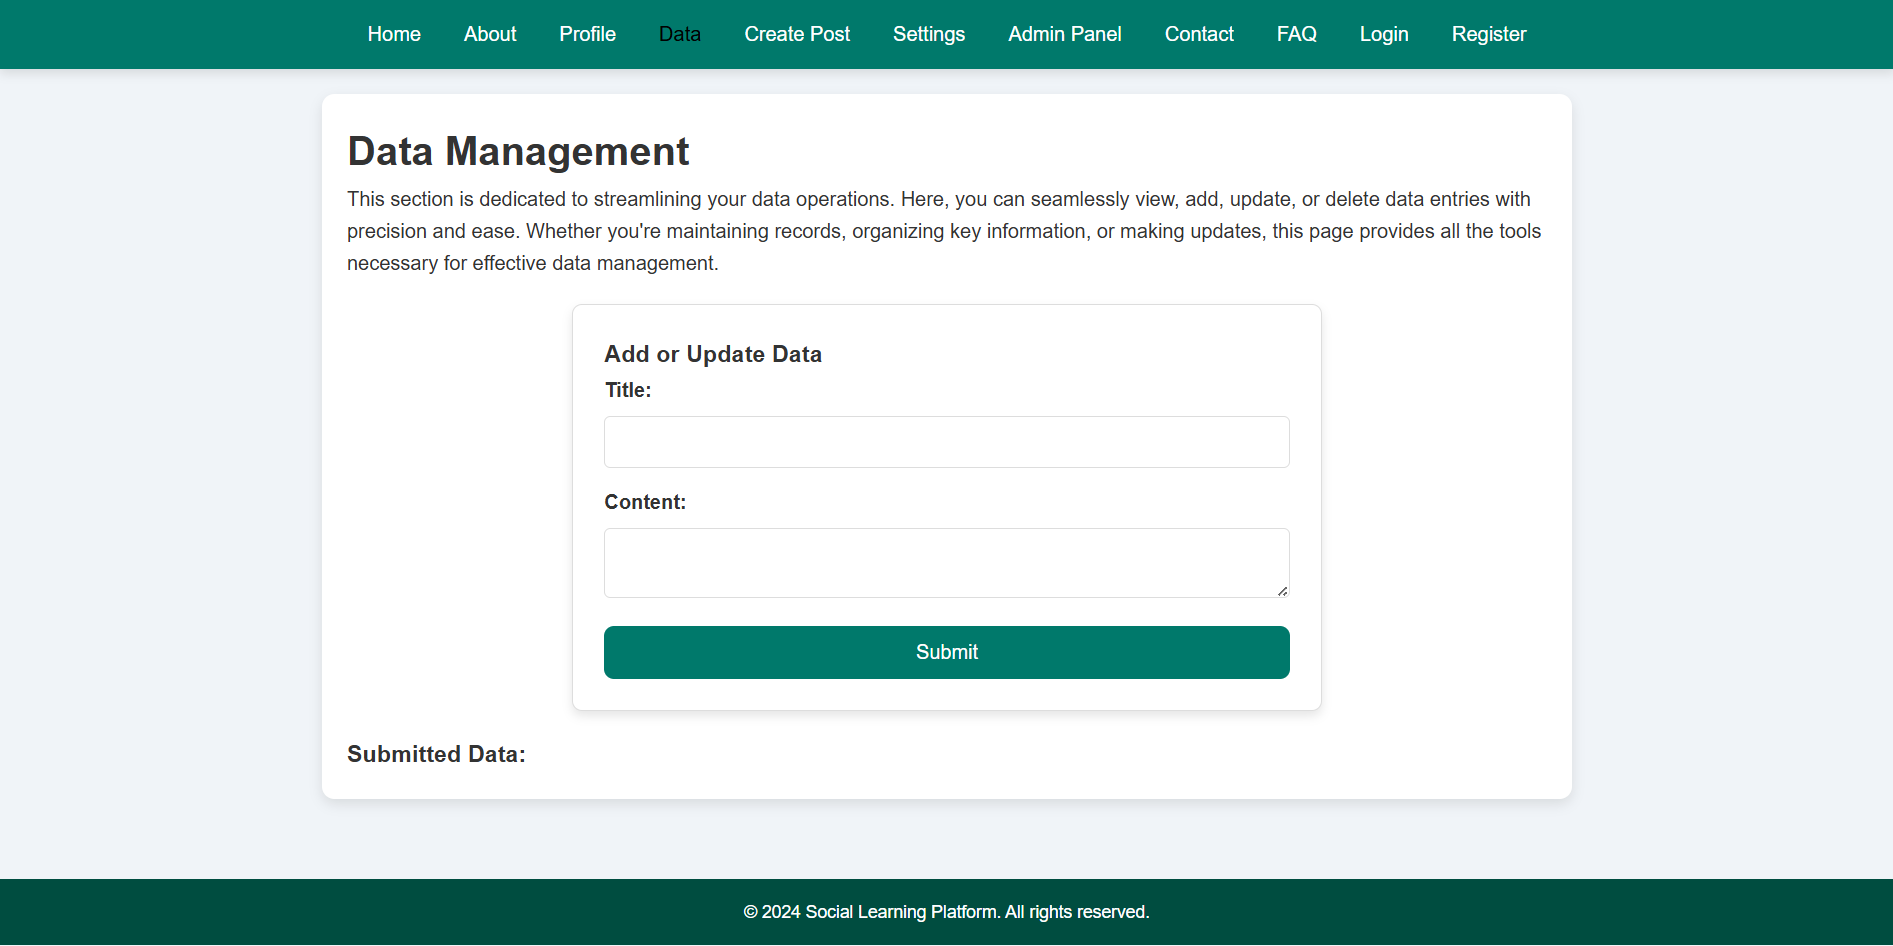 Home About Profile Data Create Post Settings Admin Panel Contact FAQ Login Register
Data Management
This section is dedicated to streamlining your data operations. Here, you can seamlessly view, add, update, or delete data entries with
precision and ease. Whether you're maintaining records, organizing key information, or making updates, this page provides all the tools
necessary for effective data management.
Add or Update Data
Title:
Content:
Submit
Submitted Data:
© 2024 Social Learning Platform. All rights reserved.